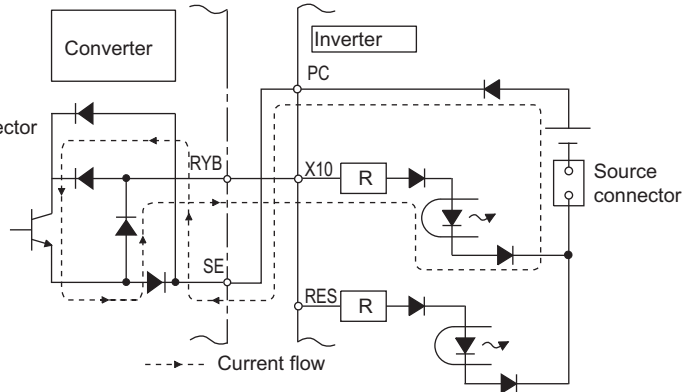 Converter
Inverter
PC
ector
RYB
X10
R
Source
connector
SE
RES
R
Current flow